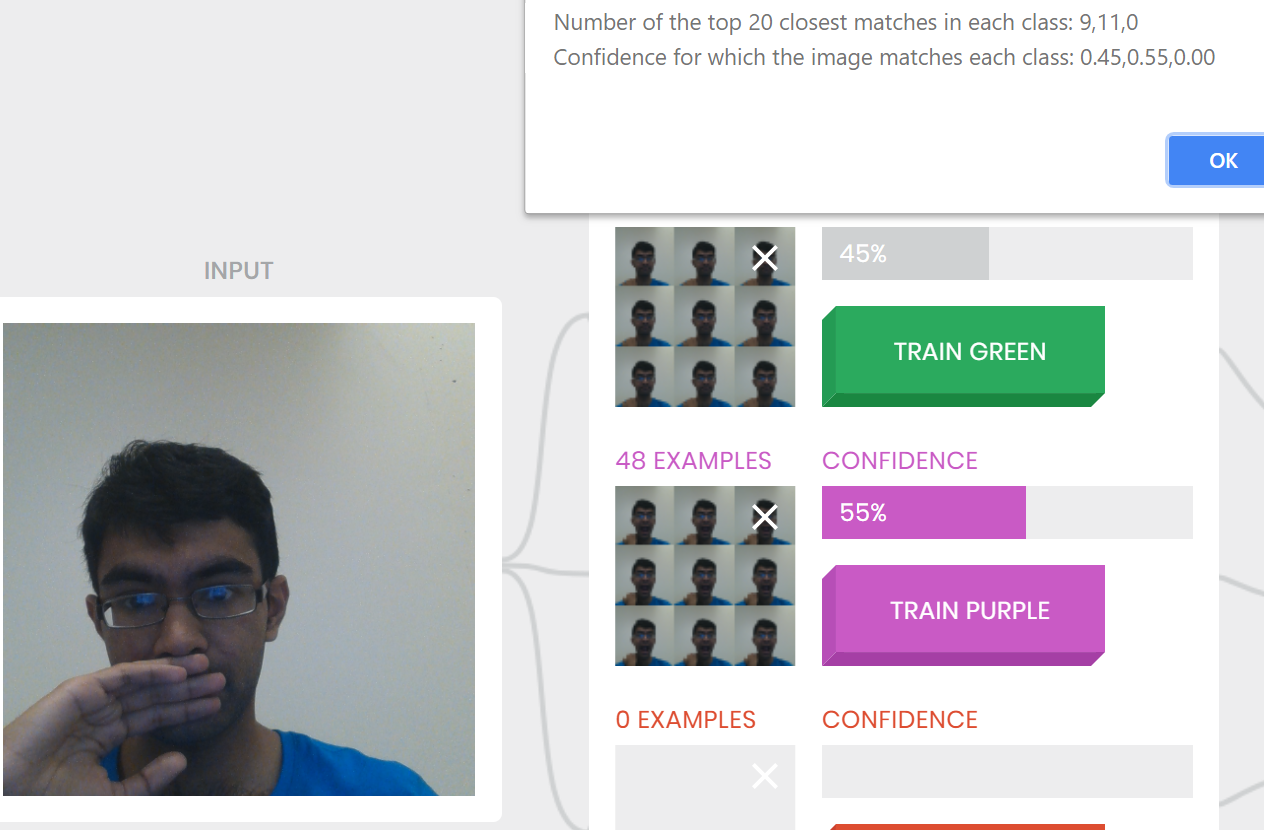 Number of the top 20 closest matches in each class: 9,11,0
Confidence for which the image matches each class: 0.45,0.55,0.00
OK
INPUT
45%
TRAIN GREEN
48 EXAMPLES
CONFIDENCE
55%
TRAIN PURPLE
0 EXAMPLES
CONFIDENCE